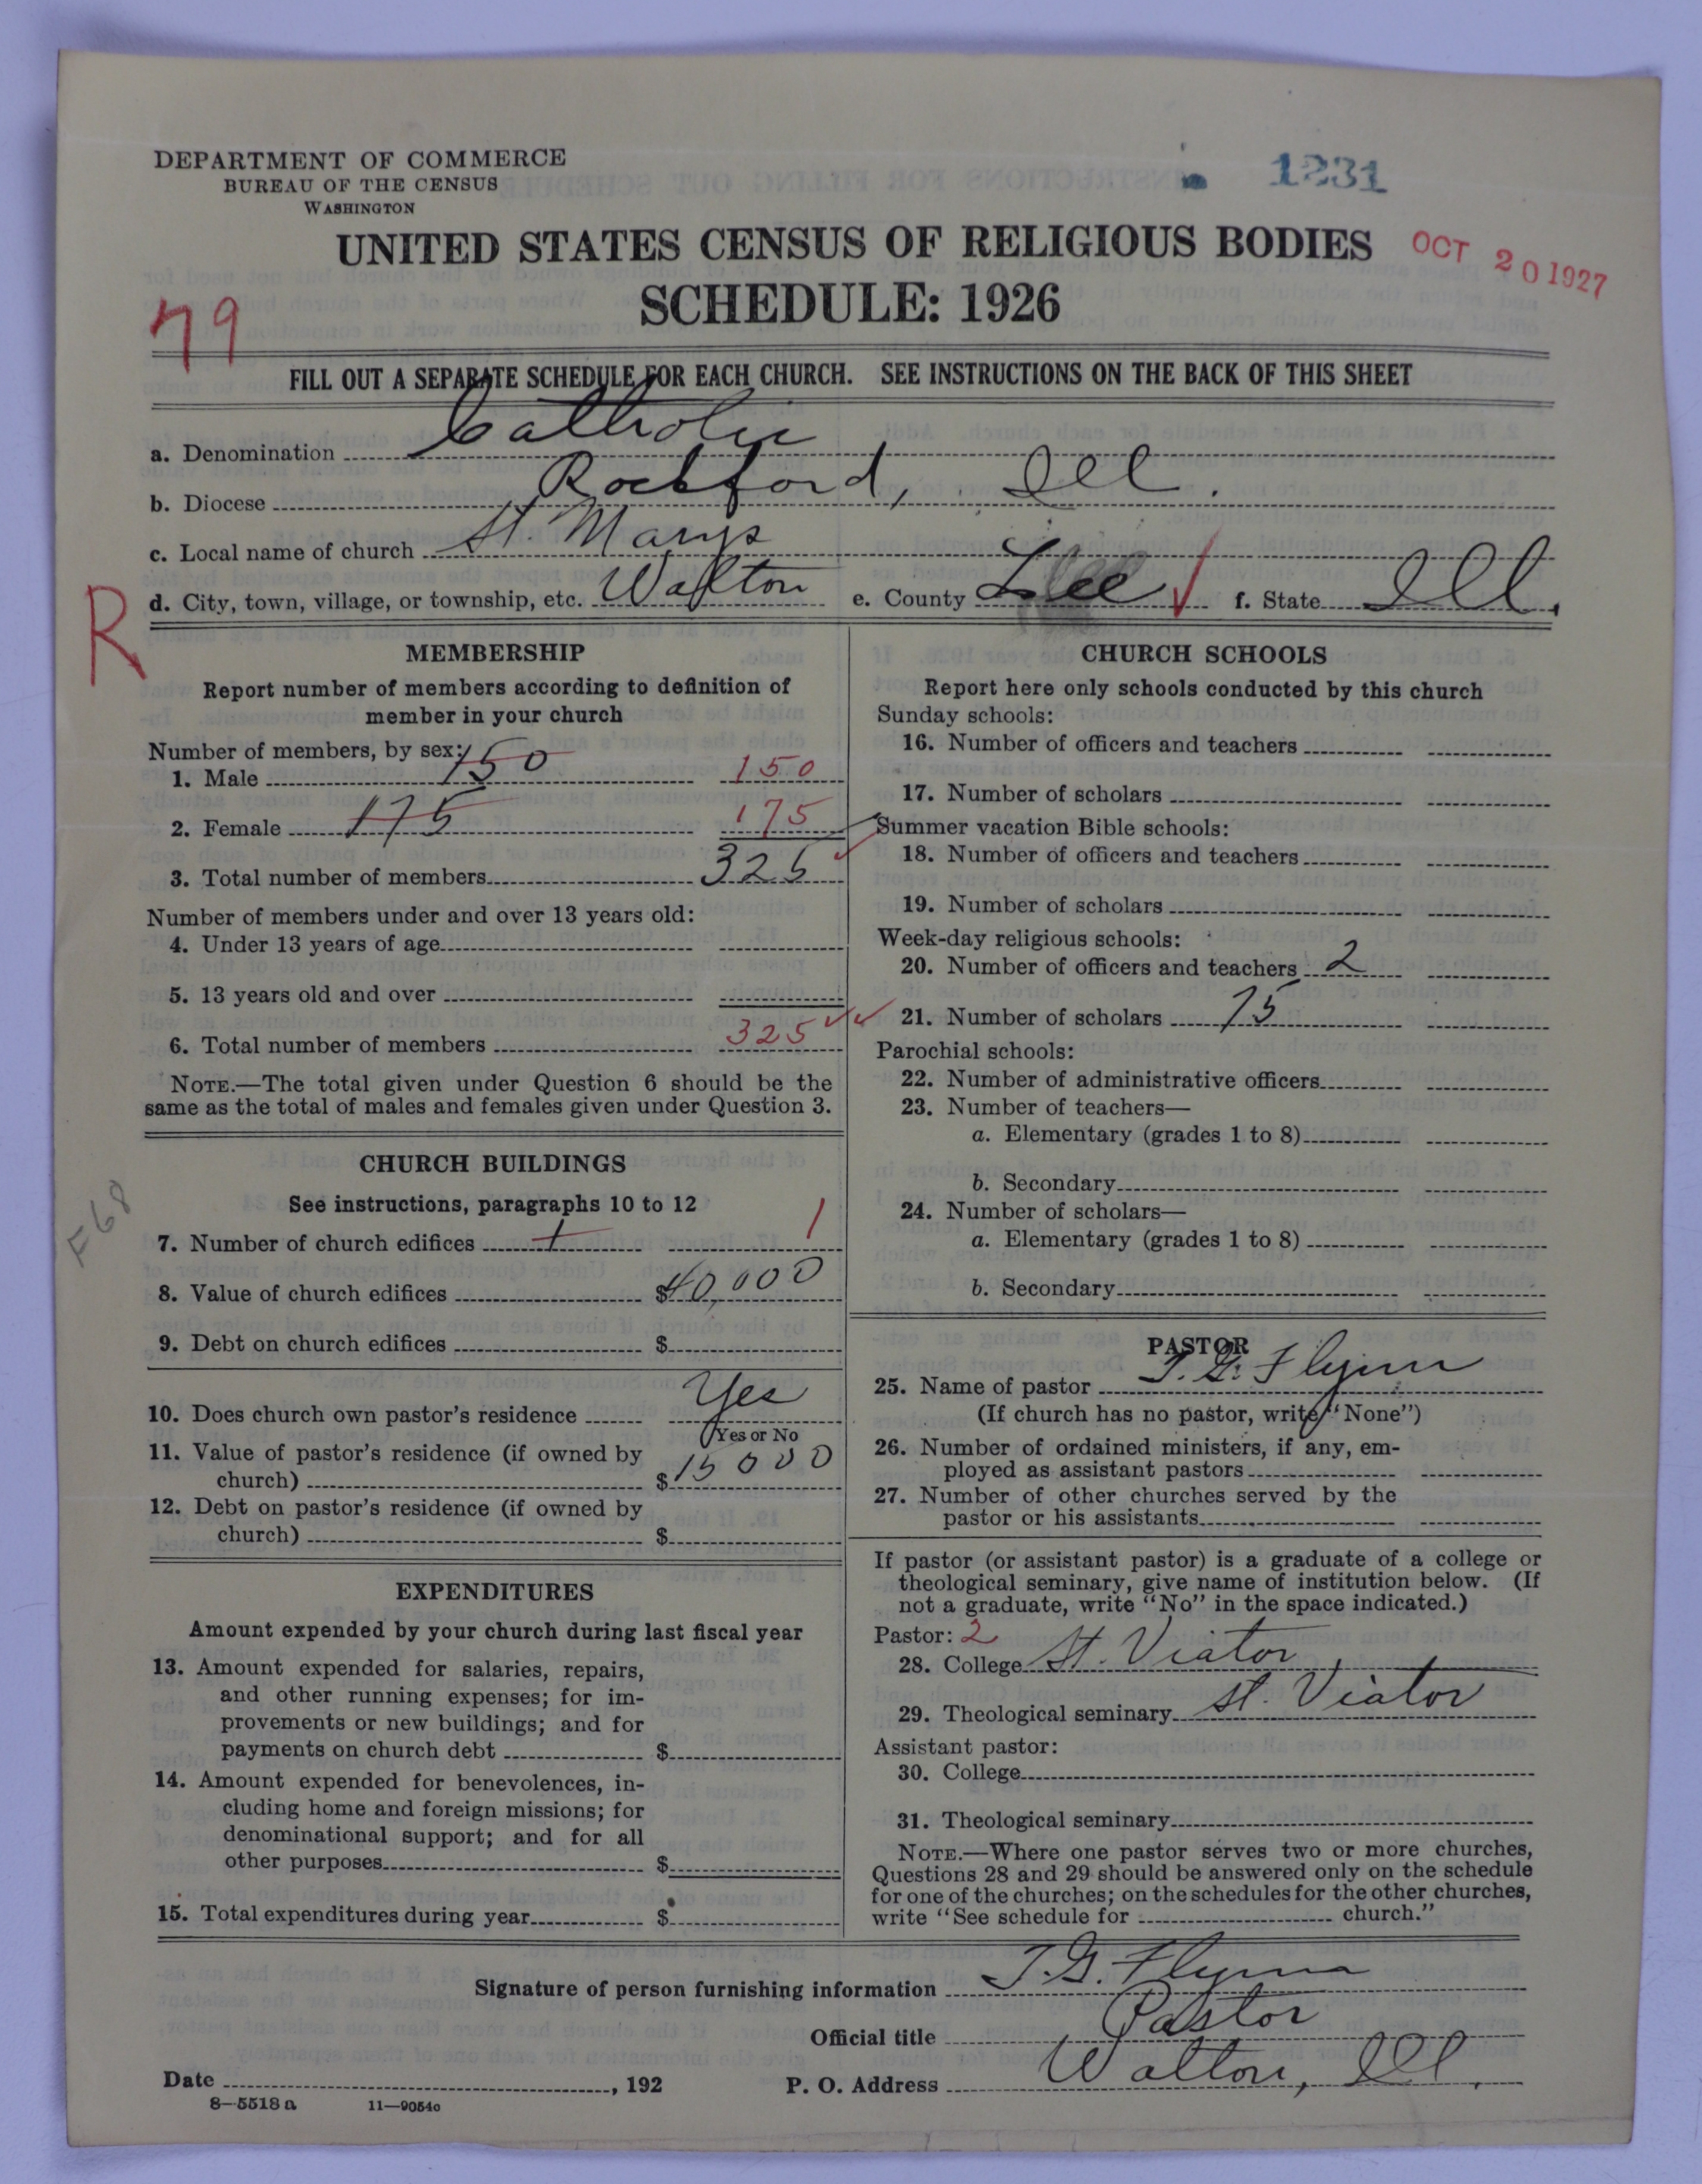 DEPARTMENT OF COMMERCE
BUREAU OF THE CENSUS
WASHINGTON
1231
UNITED STATES CENSUS OF RELIGIOUS BODIES
OCT 20 1927
SCHEDULE: 1926
79
FILL OUT A SEPARATE SCHEDULE FOR EACH CHURCH. SEE INSTRUCTIONS ON THE BACK OF THIS SHEET
a. Denomination Catholic
b. Diocese Rockford, Ill.
c. Local name of church St. Marys
d. City, town, village, or township, etc. Walton e. County Lee f. State Ill.
R
MEMBERSHIP
Report number of members according to definition of
member in your church
Number of members, by sex:
1. Male 150 150
2. Female 175 175
3. Total number of members 325
Number of members under and over 13 years old:
4. Under 13 years of age
5. 13 years old and over
6. Total number of members 325
NOTE.—The total given under Question 6 should be the
same as the total of males and females given under Question 3.
CHURCH BUILDINGS
See instructions, paragraphs 10 to 12
F68
7. Number of church edifices 1 1
8. Value of church edifices $40,000
9. Debt on church edifices $
10. Does church own pastor's residence Yes
Yes or No
11. Value of pastor's residence (if owned by
church) $15000
12. Debt on pastor's residence (if owned by
church) $
EXPENDITURES
Amount expended by your church during last fiscal year
13. Amount expended for salaries, repairs,
and other running expenses; for im-
provements or new buildings; and for
payments on church debt $
14. Amount expended for benevolences, in-
cluding home and foreign missions; for
denominational support; and for all
other purposes $
15. Total expenditures during year $
CHURCH SCHOOLS
Report here only schools conducted by this church
Sunday schools:
16. Number of officers and teachers
17. Number of scholars
Summer vacation Bible schools:
18. Number of officers and teachers
19. Number of scholars
Week-day religious schools:
20. Number of officers and teachers 2
21. Number of scholars 75
Parochial schools:
22. Number of administrative officers
23. Number of teachers—
a. Elementary (grades 1 to 8)
b. Secondary
24. Number of scholars—
a. Elementary (grades 1 to 8)
b. Secondary
PASTOR
25. Name of pastor T. G. Flynn
(If church has no pastor, write "None")
26. Number of ordained ministers, if any, em-
ployed as assistant pastors
27. Number of other churches served by the
pastor or his assistants
If pastor (or assistant pastor) is a graduate of a college or
theological seminary, give name of institution below. (If
not a graduate, write "No" in the space indicated.)
Pastor: 2
28. College St. Viator
29. Theological seminary St. Viator
Assistant pastor:
30. College
31. Theological seminary
NOTE.—Where one pastor serves two or more churches,
Questions 28 and 29 should be answered only on the schedule
for one of the churches; on the schedules for the other churches,
write "See schedule for church."
Signature of person furnishing information T. G. Flynn
Official title Pastor
Date , 192 P. O. Address Walton, Ill.
8—5518 a 11—9054c